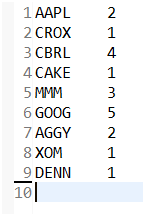 1 AAPL 2
2 CROX 1
3 CBRL 4
4 CAKE 1
5 MMM 3
6 GOOG 5
7 AGGY 2
8 XOM 1
9 DENN 1
10